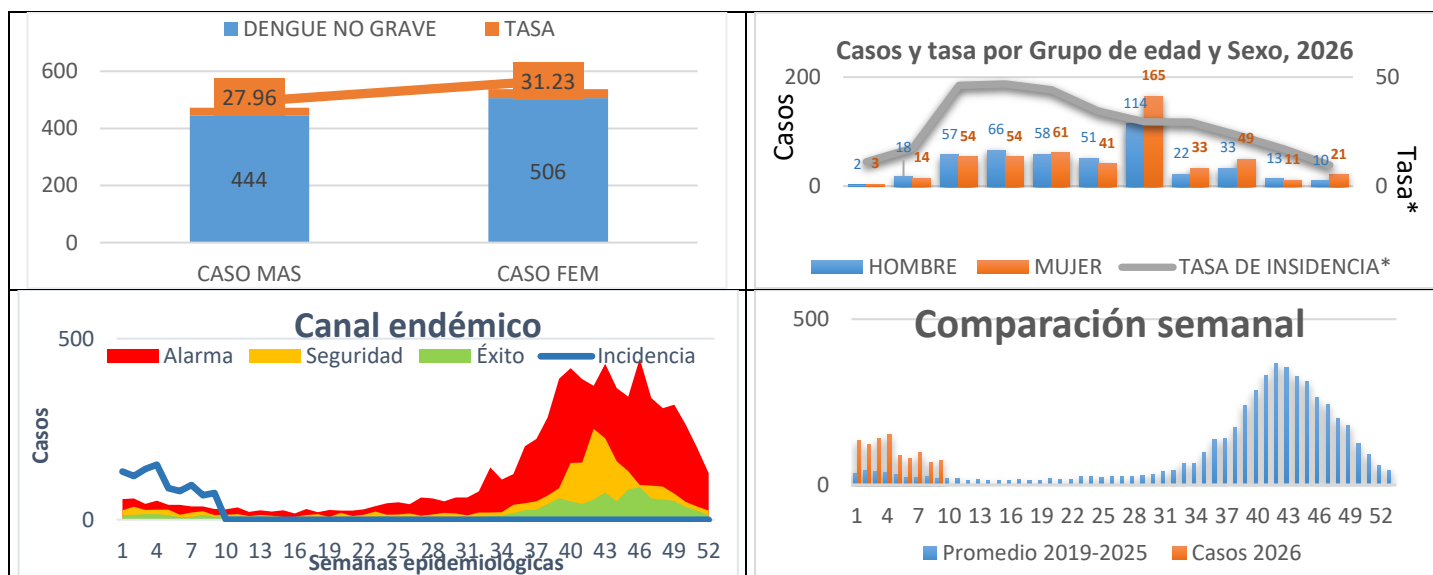 DENGUE NO GRAVE TASA
600
400
200
0
27.96
31.23
444
506
CASO MAS CASO FEM
Casos y tasa por Grupo de edad y Sexo, 2026
200
0
Casos
50
0
Tasa*
2 3 18 14 57 54 66 54 58 61 51 41 114 165 22 33 33 49 13 11 10 21
HOMBRE MUJER TASA DE INSIDENCIA*
Canal endémico
500
0
Alarma Seguridad Éxito Incidencia
Casos
1 4 7 10 13 16 19 22 25 28 31 34 37 40 43 46 49 52
Semanas epidemiológicas
Comparación semanal
500
0
1 4 7 10 13 16 19 22 25 28 31 34 37 40 43 46 49 52
Promedio 2019-2025 Casos 2026